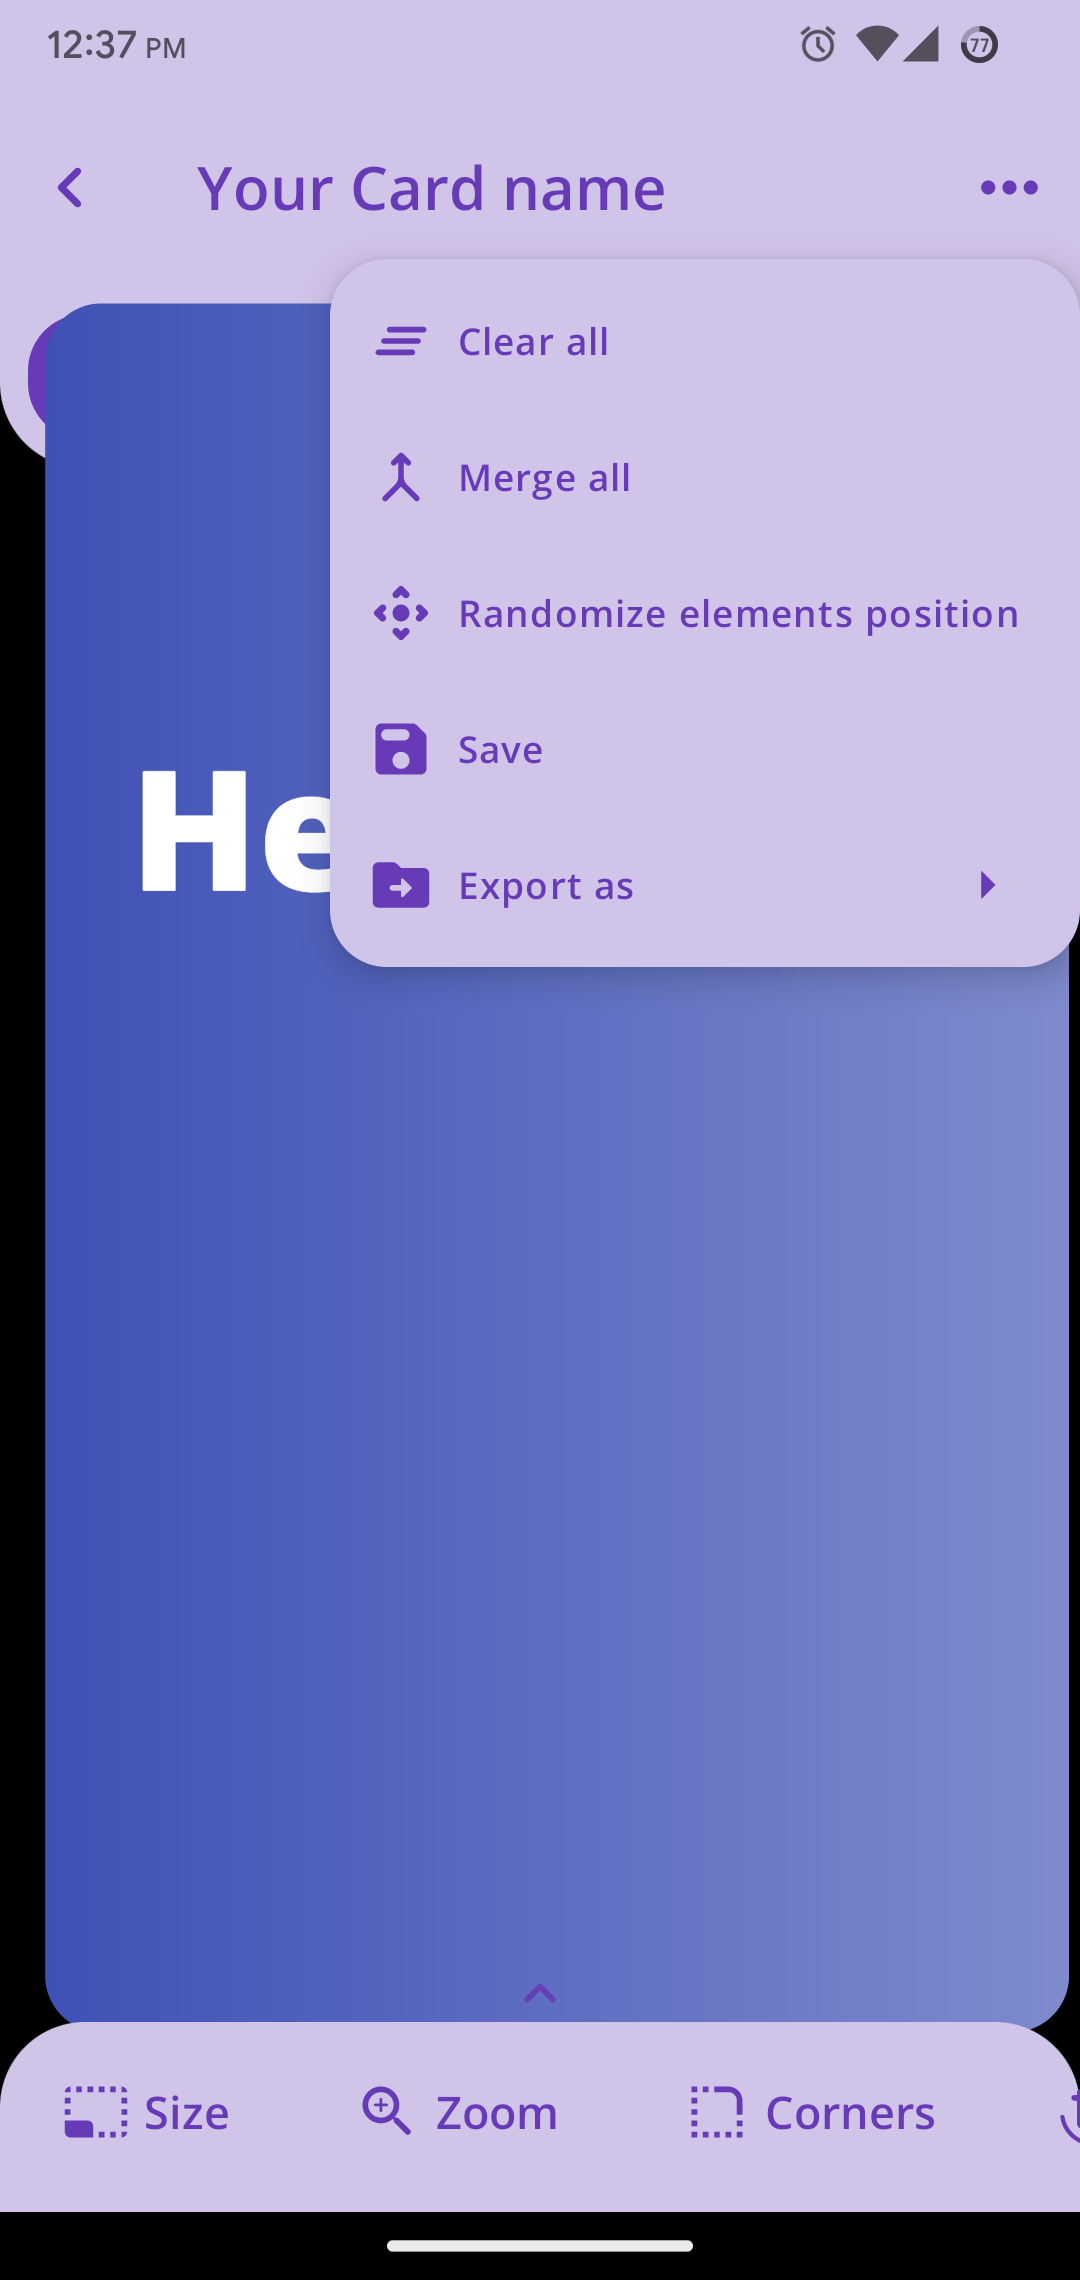 12:37 PM
77
Your Card name
Clear all
Merge all
Randomize elements position
Save
He
Export as
Size
Zoom
Corners